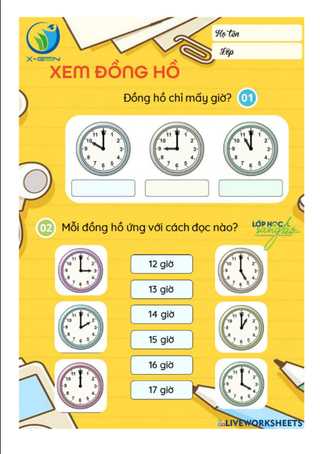 Họ tên
X-GEN
Lớp
XEM ĐỒNG HỒ
Đồng hồ chỉ mấy giờ? 01
02 Mỗi đồng hồ ứng với cách đọc nào? LỚP HỌC
sáng tạo
12 giờ
13 giờ
14 giờ
15 giờ
16 giờ
17 giờ
LIVEWORKSHEETS